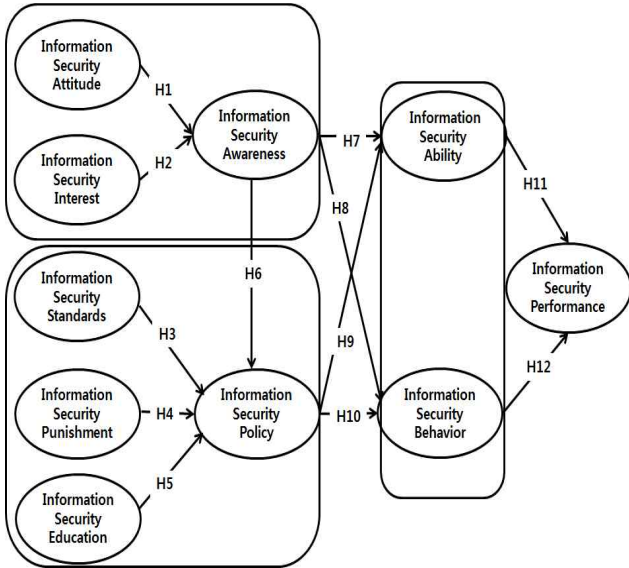 Information
Security
Attitude
H1
Information
Security
Interest
H2
Information
Security
Awareness
H7
H8
H6
Information
Security
Ability
H11
Information
Security
Standards
H3
Information
Security
Punishment
H4
Information
Security
Education
H5
Information
Security
Policy
H9
H10
Information
Security
Behavior
H12
Information
Security
Performance